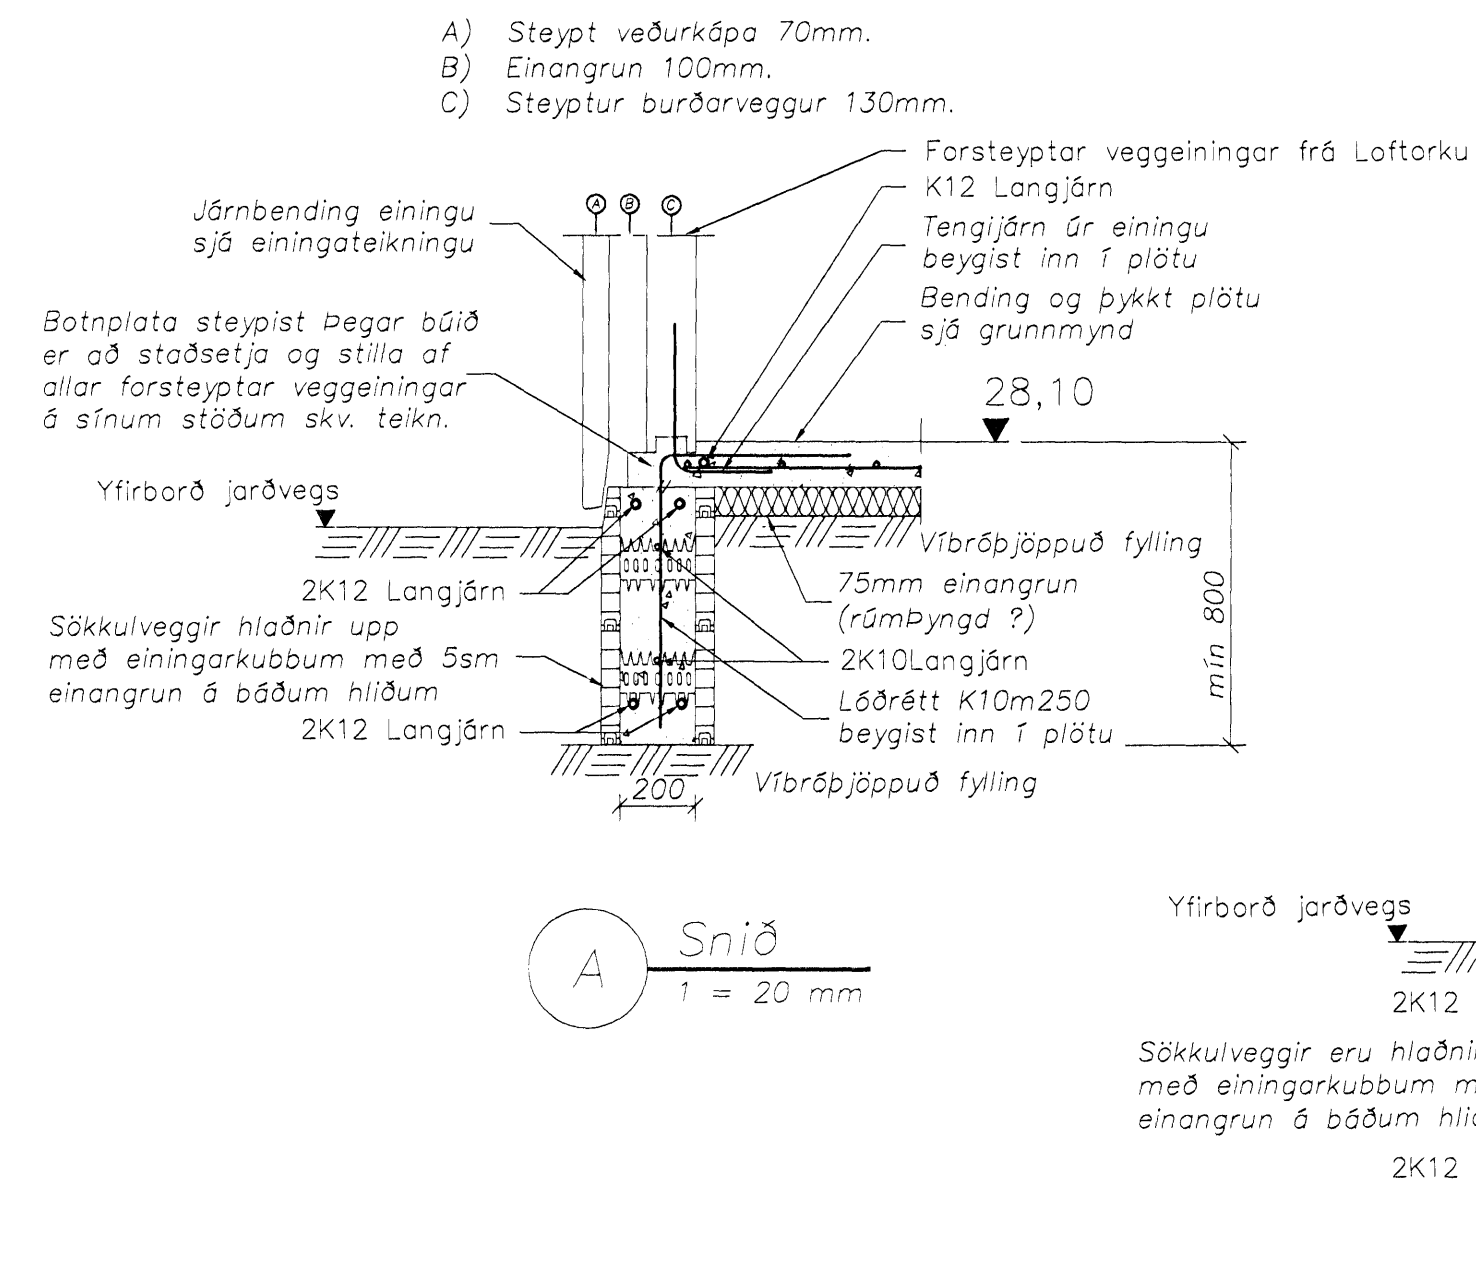 A) Steypt veðurkápa 70mm.
B) Einangrun 100mm.
C) Steyptur burðarveggur 130mm.
Forsteyptar veggeiningar frá Loftorku
K12 Langjárn
Járnbending einingu
sjá einingateikningu
A B C
Tengijárn úr einingu
beygist inn í plötu
Bending og þykkt plötu
sjá grunnmynd
Botnplata steypist Þegar búið
er að staðsetja og stilla af
allar forsteyptar veggeiningar
á sínum stöðum skv. teikn.
28,10
Yfirborð jarðvegs
Víbróþjöppuð fylling
2K12 Langjárn
75mm einangrun
(rúmÞyngd ?)
mín 800
Sökkulveggir hlaðnir upp
með einingarkubbum með 5sm
einangrun á báðum hliðum
2K10Langjárn
2K12 Langjárn
Lóðrétt K10m250
beygist inn í plötu
Víbróþjöppuð fylling
200
A
Snið
1 = 20 mm
Yfirborð jarðvegs
2K12
Sökkulveggir eru hlaðnir
með einingarkubbum m
einangrun á báðum hlið
2K12